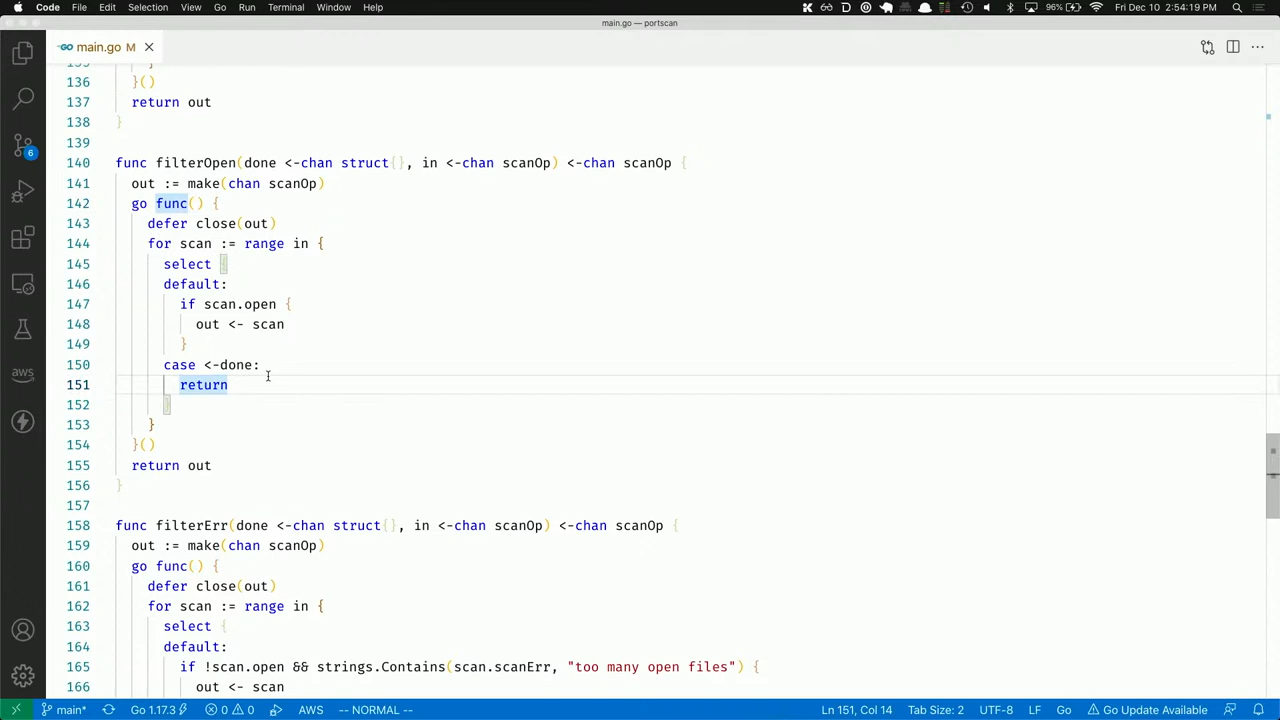 Code File Edit Selection View Go Run Terminal Window Help 96% Fri Dec 10 2:54:19 PM
main.go — portscan
GO main.go M
136 }()
137 return out
138 }
139
140 func filterOpen(done <-chan struct{}, in <-chan scanOp) <-chan scanOp {
141 out := make(chan scanOp)
142 go func() {
143 defer close(out)
144 for scan := range in {
145 select {
146 default:
147 if scan.open {
148 out <- scan
149 }
150 case <-done:
151 return
152 }
153 }
154 }()
155 return out
156 }
157
158 func filterErr(done <-chan struct{}, in <-chan scanOp) <-chan scanOp {
159 out := make(chan scanOp)
160 go func() {
161 defer close(out)
162 for scan := range in {
163 select {
164 default:
165 if !scan.open && strings.Contains(scan.scanErr, "too many open files") {
166 out <- scan
6
aws
main* Go 1.17.3 0 0 AWS -- NORMAL -- Ln 151, Col 14 Tab Size: 2 UTF-8 LF Go Go Update Available